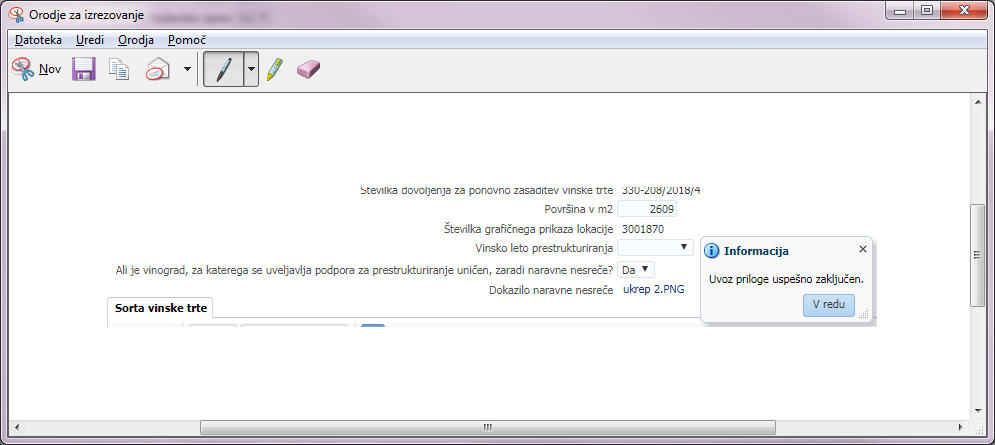 Orodje za izrezovanje
Datoteka Uredi Orodja Pomoč
Nov
Številka dovoljenja za ponovno zasaditev vinske trte 330-208/2018/4
Površina v m2 2609
Številka grafičnega prikaza lokacije 3001870
Vinsko leto prestrukturiranja
Ali je vinograd, za katerega se uveljavlja podpora za prestrukturiranje uničen, zaradi naravne nesreče? Da
Dokazilo naravne nesreče ukrep 2.PNG
Informacija
Uvoz priloge uspešno zaključen.
V redu
Sorta vinske trte